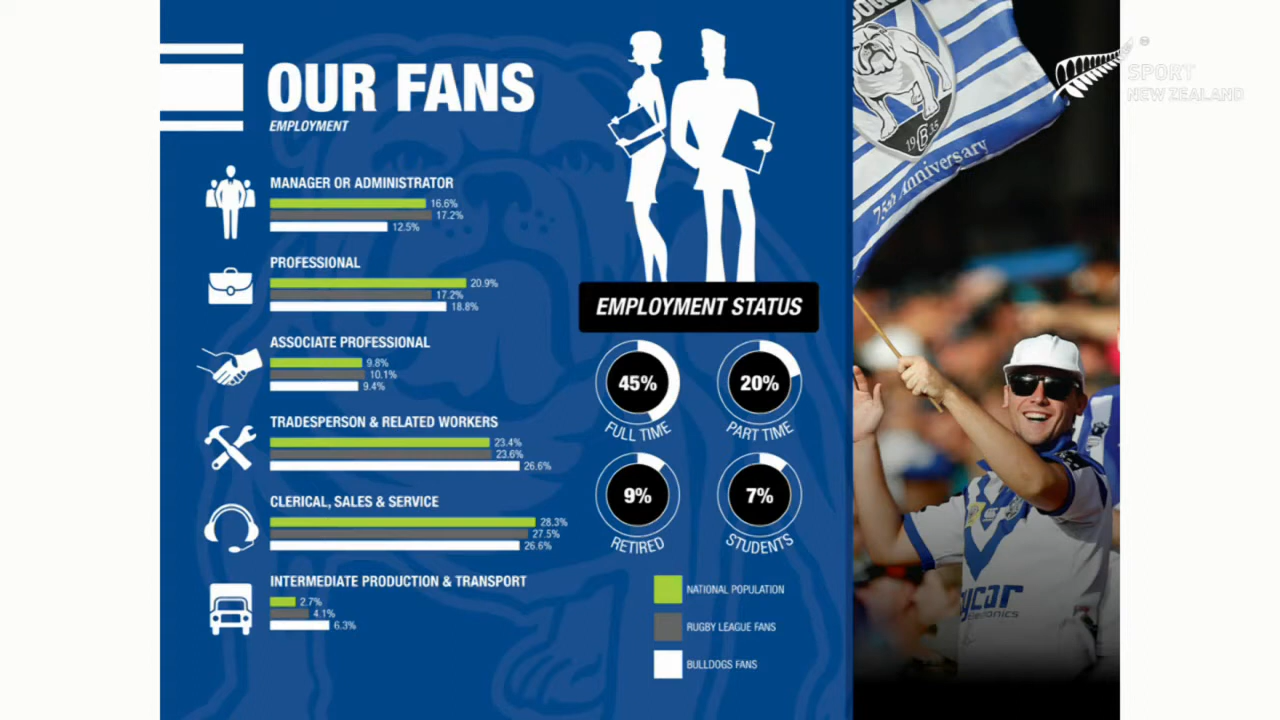 OUR FANS
EMPLOYMENT
MANAGER OR ADMINISTRATOR
16.6%
17.2%
12.5%
PROFESSIONAL
20.9%
17.2%
18.8%
ASSOCIATE PROFESSIONAL
9.8%
10.1%
9.4%
TRADESPERSON & RELATED WORKERS
23.4%
23.6%
26.6%
CLERICAL, SALES & SERVICE
28.3%
27.5%
26.6%
INTERMEDIATE PRODUCTION & TRANSPORT
2.7%
4.1%
6.3%
EMPLOYMENT STATUS
45%
FULL TIME
20%
PART TIME
9%
RETIRED
7%
STUDENTS
NATIONAL POPULATION
RUGBY LEAGUE FANS
BULLDOGS FANS
19 35
75th Anniversary
SPORT
NEW ZEALAND